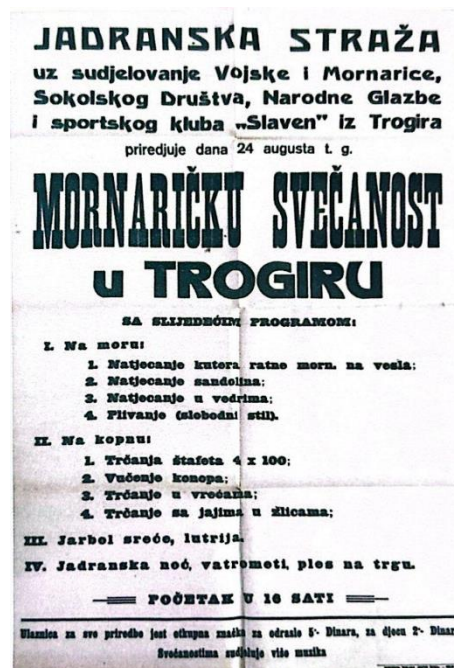 JADRANSKA STRAŽA
uz sudjelovanje Vojske i Mornarice,
Sokolskog Društva, Narodne Glazbe
i sportskog kluba „Slaven” iz Trogira
priredjuje dana 24 augusta t. g.
MORNARIČKU SVEČANOST
u TROGIRU
SA SLIJEDEĆIM PROGRAMOM:
I. Na moru:
1. Natjecanje kutera ratne morn. na vesla;
2. Natjecanje sandolina;
3. Natjecanje u vedrima;
4. Plivanje (slobodni stil).
II. Na kopnu:
1. Trčanja štafeta 4 x 100;
2. Vučenje konopa;
3. Trčanje u vrećama;
4. Trčanje sa jajima u žlicama;
III. Jarbol sreće, lutrija.
IV. Jadranska noć, vatrometi, ples na trgu.
POČETAK U 16 SATI
Ulaznica za sve priredbe jest otkupna značka za odrasle 5·- Dinara, za djecu 2·- Dinar
Svečanostima sudjeluje više muzika